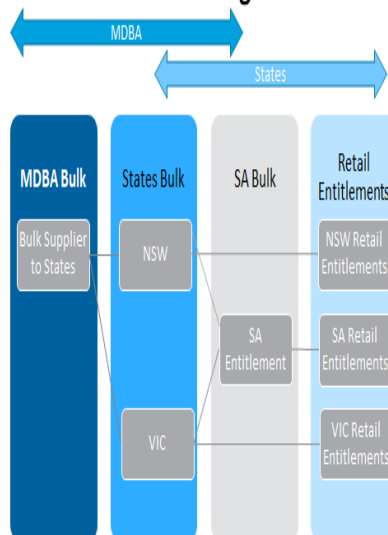 MDBA
States
MDBA Bulk
States Bulk
SA Bulk
Retail
Entitlements
Bulk Supplier
to States
NSW
NSW Retail
Entitlements
SA
Entitlement
SA Retail
Entitlements
VIC
VIC Retail
Entitlements